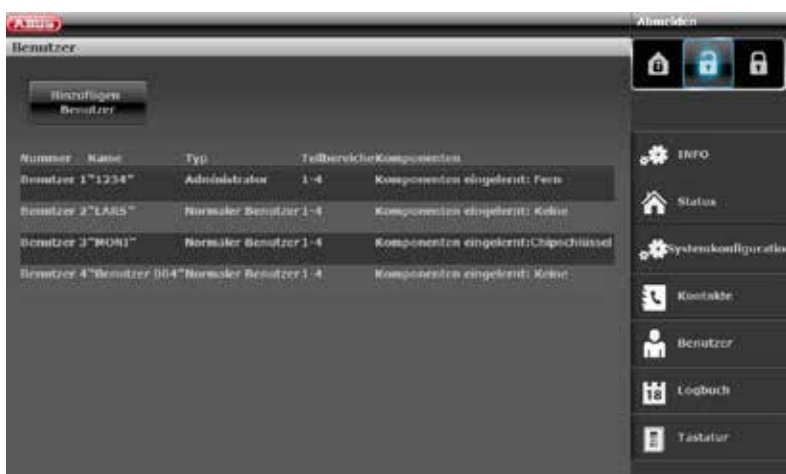 ABUS
Abmelden
Benutzer
Hinzufügen
Benutzer
Nummer Name Typ Teilbereiche Komponenten
Benutzer 1 "1234" Administrator 1-4 Komponenten eingelernt: Fern
Benutzer 2 "LARS" Normaler Benutzer 1-4 Komponenten eingelernt: Keine
Benutzer 3 "MONI" Normaler Benutzer 1-4 Komponenten eingelernt:Chipschlüssel
Benutzer 4 "Benutzer 004" Normaler Benutzer 1-4 Komponenten eingelernt: Keine
INFO
Status
Systemkonfiguratio
Kontakte
Benutzer
18
Logbuch
Tastatur